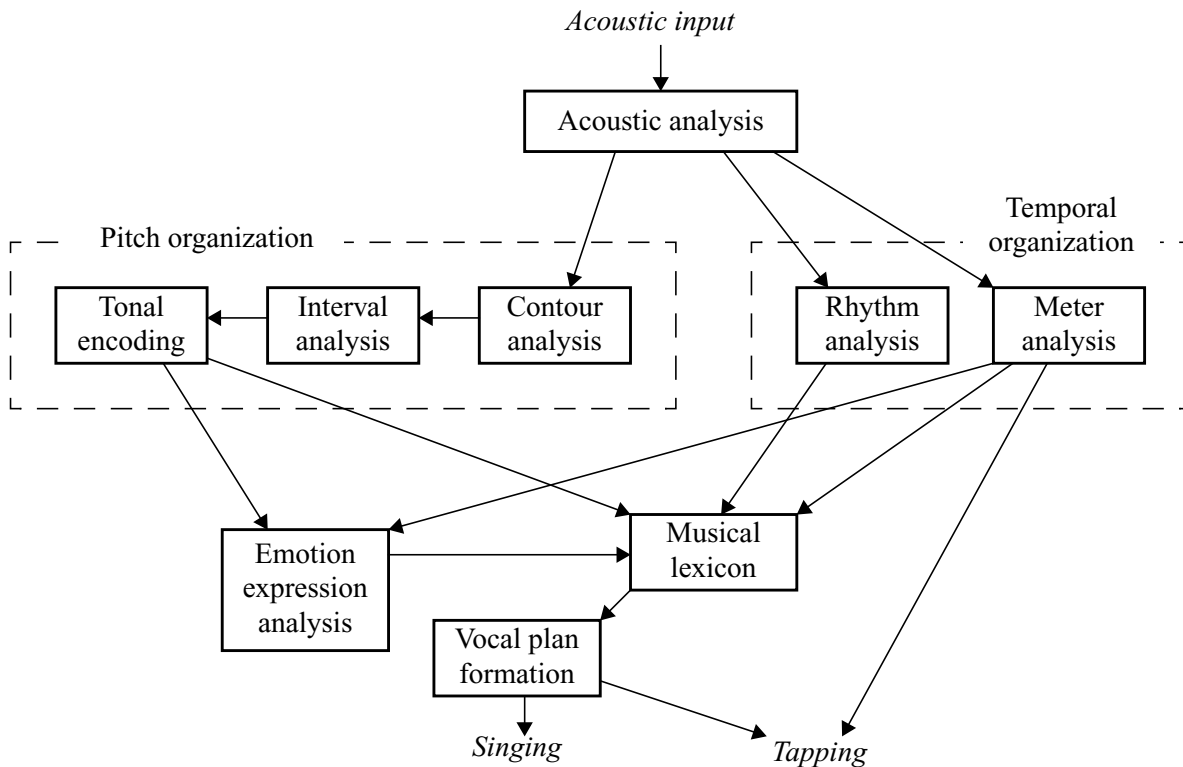 Acoustic input
Acoustic analysis
Pitch organization
Temporal
organization
Tonal
encoding
Interval
analysis
Contour
analysis
Rhythm
analysis
Meter
analysis
Emotion
expression
analysis
Musical
lexicon
Vocal plan
formation
Singing
Tapping